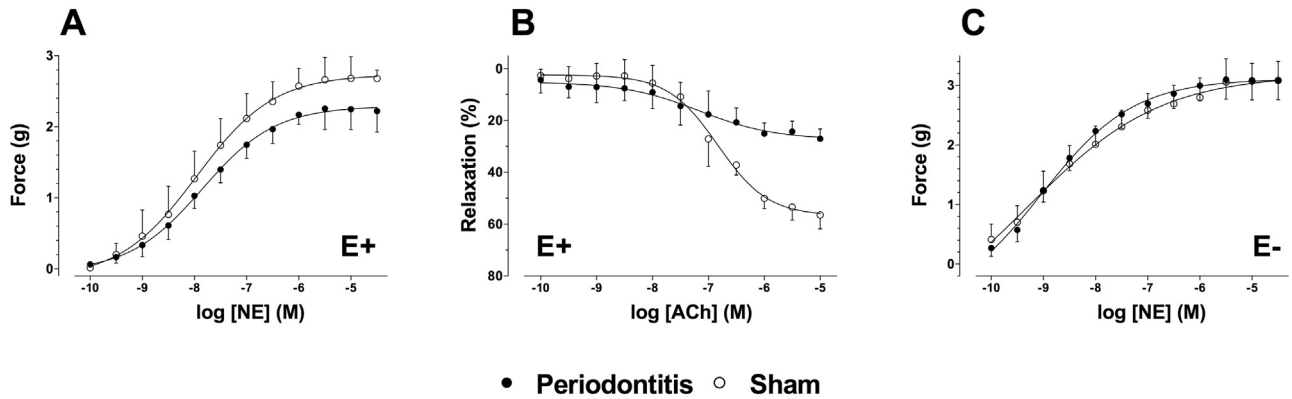 A
Force (g)
3
2
1
0
-10 -9 -8 -7 -6 -5
log [NE] (M)
E+
B
Relaxation (%)
0
20
40
60
80
-10 -9 -8 -7 -6 -5
log [ACh] (M)
E+
C
Force (g)
3
2
1
0
-10 -9 -8 -7 -6 -5
log [NE] (M)
E-
Periodontitis Sham